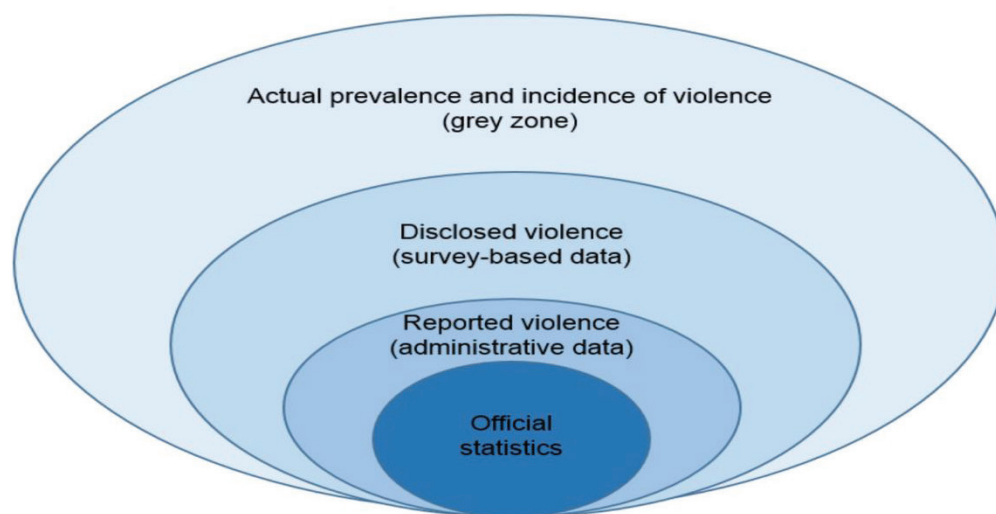 Actual prevalence and incidence of violence
(grey zone)
Disclosed violence
(survey-based data)
Reported violence
(administrative data)
Official
statistics